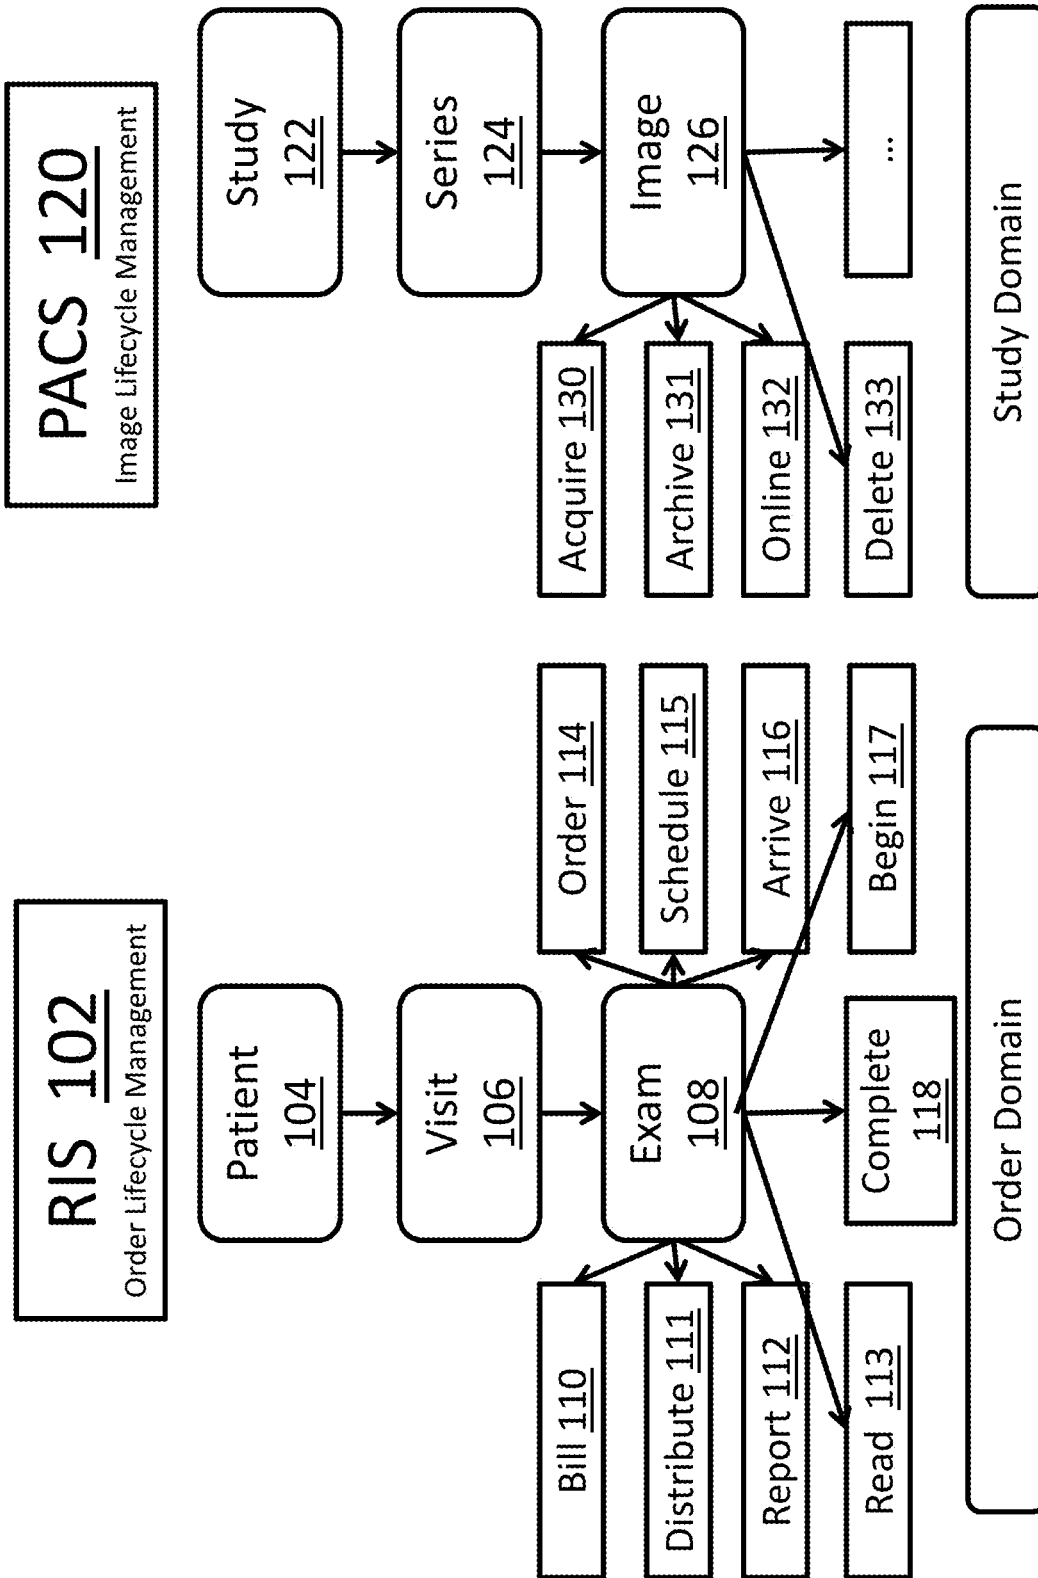 RIS 102
Order Lifecycle Management
Patient
104
Visit
106
Exam
108
Bill 110
Distribute 111
Report 112
Read 113
Order 114
Schedule 115
Arrive 116
Begin 117
Complete
118
Order Domain
PACS 120
Image Lifecycle Management
Study
122
Series
124
Image
126
Acquire 130
Archive 131
Online 132
Delete 133
...
Study Domain